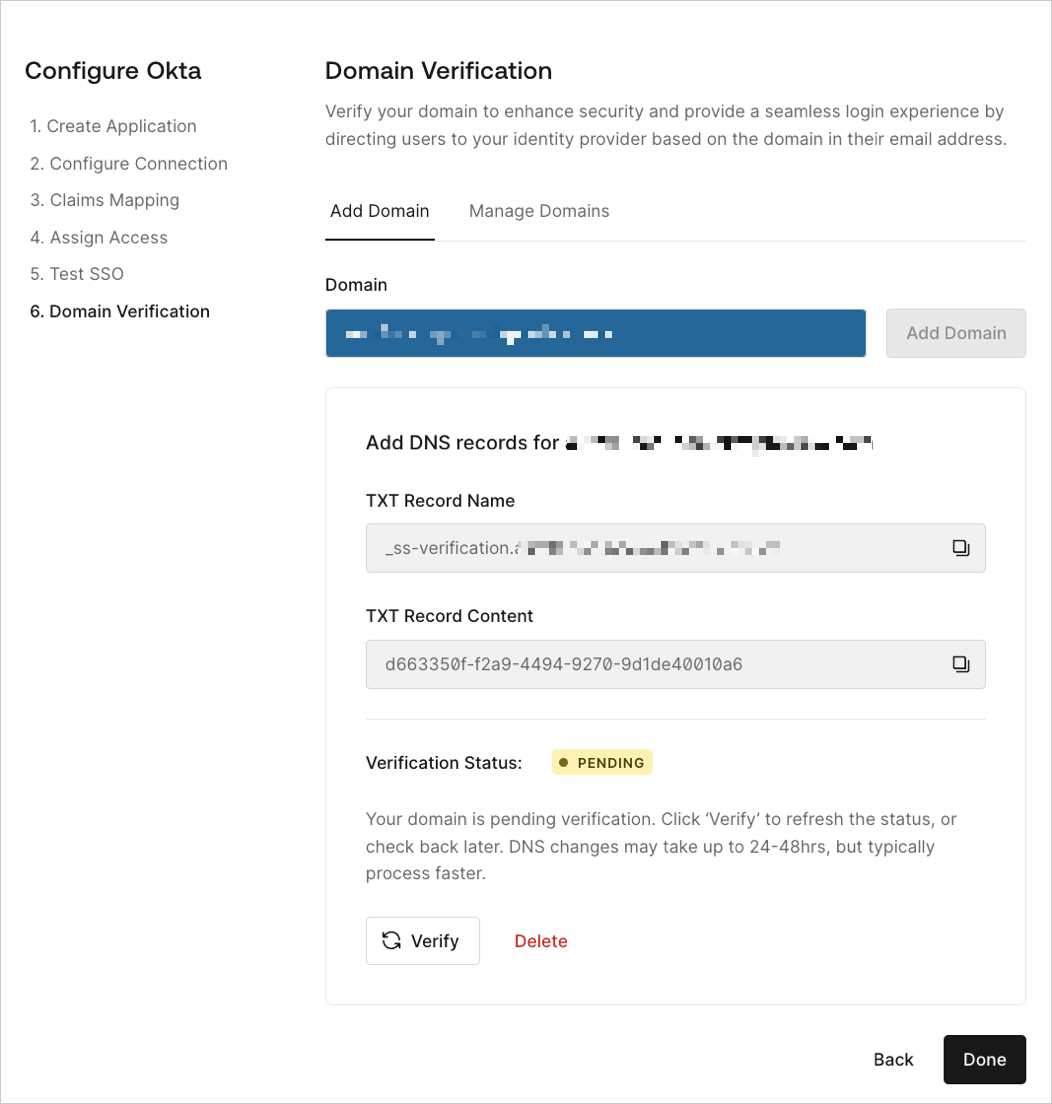 Configure Okta
1. Create Application
2. Configure Connection
3. Claims Mapping
4. Assign Access
5. Test SSO
6. Domain Verification
Domain Verification
Verify your domain to enhance security and provide a seamless login experience by
directing users to your identity provider based on the domain in their email address.
Add Domain
Manage Domains
Domain
Add Domain
Add DNS records for
TXT Record Name
_ss-verification.
TXT Record Content
d663350f-f2a9-4494-9270-9d1de40010a6
Verification Status:
PENDING
Your domain is pending verification. Click ‘Verify’ to refresh the status, or
check back later. DNS changes may take up to 24-48hrs, but typically
process faster.
Verify
Delete
Back
Done